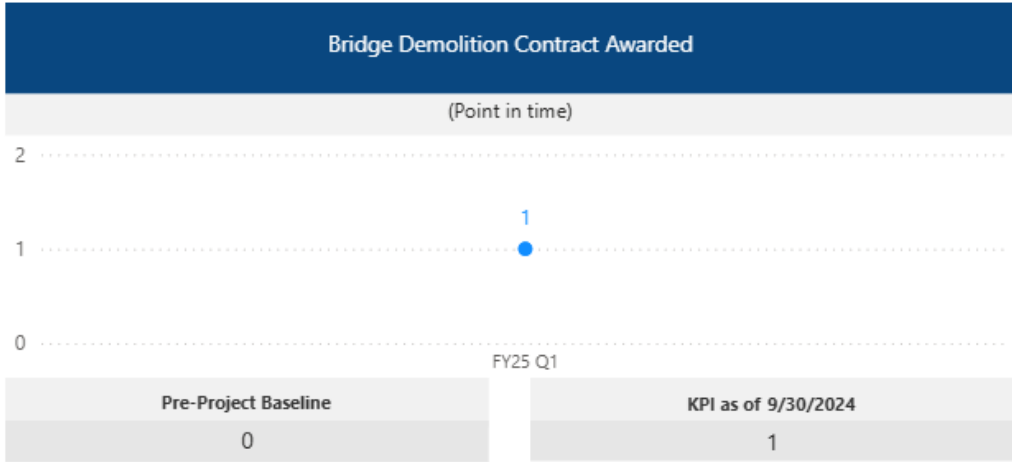 Bridge Demolition Contract Awarded
(Point in time)
2
1
1
0
FY25 Q1
Pre-Project Baseline
KPI as of 9/30/2024
0
1